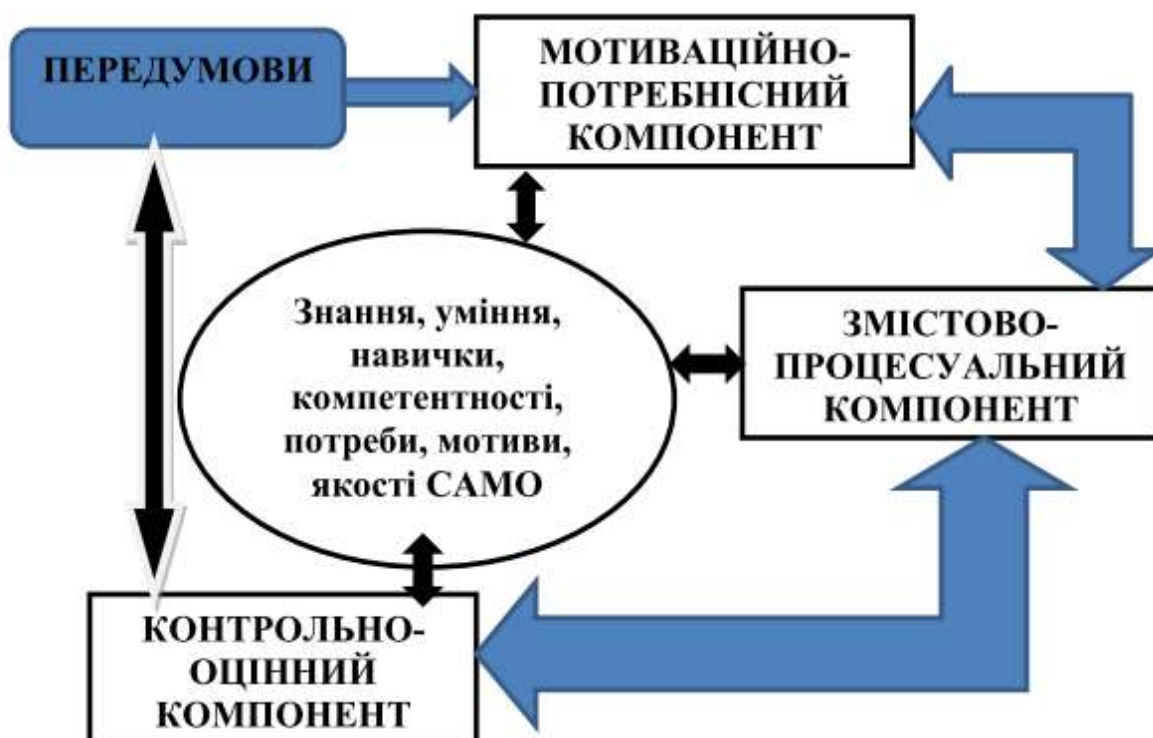 ПЕРЕДУМОВИ
МОТИВАЦІЙНО-
ПОТРЕБНІСНИЙ
КОМПОНЕНТ
Знання, уміння,
навички,
компетентності,
потреби, мотиви,
якості САМО
ЗМІСТОВО-
ПРОЦЕСУАЛЬНИЙ
КОМПОНЕНТ
КОНТРОЛЬНО-
ОЦІННИЙ
КОМПОНЕНТ